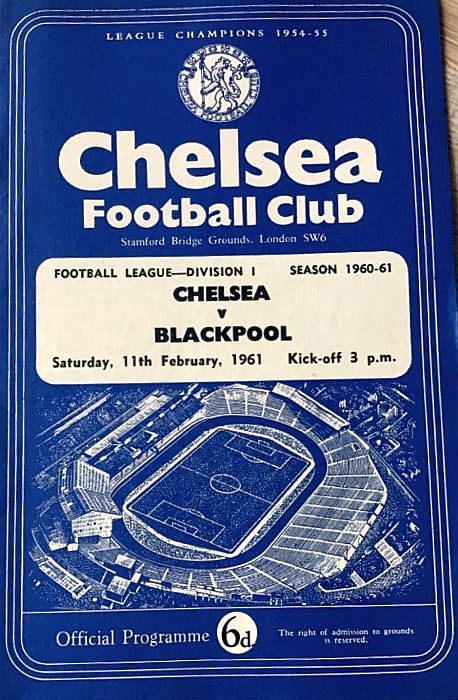 LEAGUE CHAMPIONS 1954-55
Chelsea
Football Club
Stamford Bridge Grounds, London SW6
FOOTBALL LEAGUE—DIVISION I SEASON 1960-61
CHELSEA
v
BLACKPOOL
Saturday, 11th February, 1961 Kick-off 3 p.m.
Official Programme 6d The right of admission to grounds
is reserved.